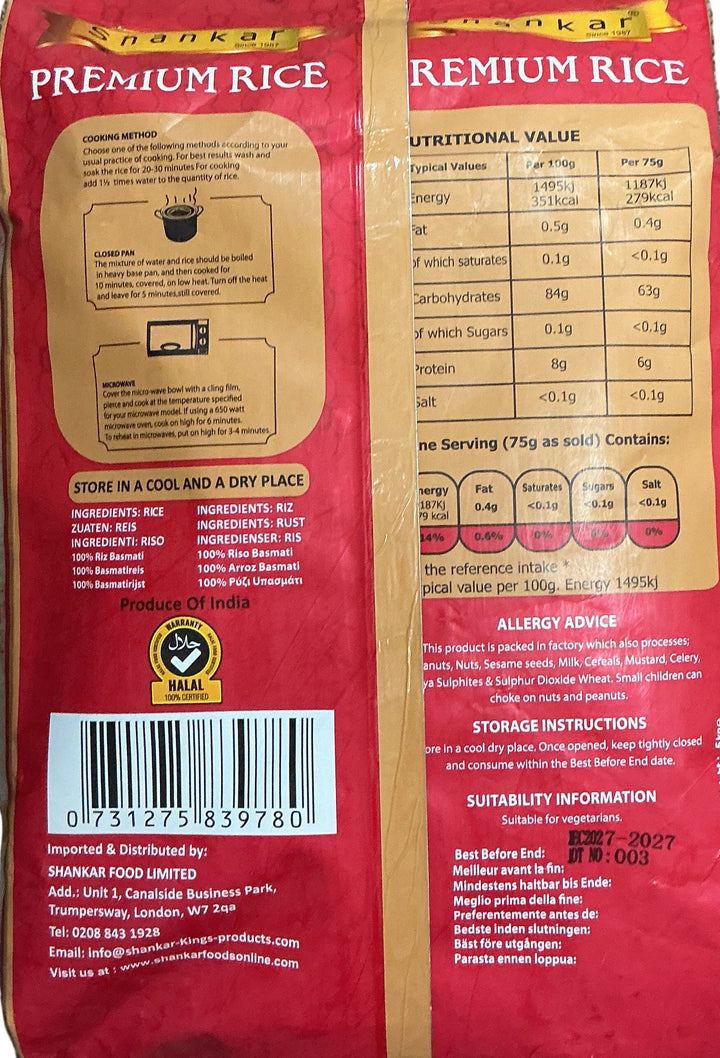 Shankar
Since 1987
PREMIUM RICE
COOKING METHOD
Choose one of the following methods according to your
usual practice of cooking. For best results wash and
soak the rice for 20-30 minutes For cooking
add 1½ times water to the quantity of rice.
CLOSED PAN
The mixture of water and rice should be boiled
in heavy base pan, and then cooked for
10 minutes, covered, on low heat. Turn off the heat
and leave for 5 minutes,still covered.
MICROWAVE
Cover the micro wave bowl with a cling film,
pierce and cook at the temperature specified
for your microwave model. If using a 650 watt
microwave oven, cook on high for 6 minutes.
To reheat in microwaves, put on high for 3-4 minutes
STORE IN A COOL AND A DRY PLACE
INGREDIENTS: RICE
ZUATEN: REIS
INGREDIENTI: RISO
100% Riz Basmati
100% Basmatireis
100% Basmatirijst
INGREDIENTS: RIZ
INGREDIENTS: RUST
INGREDIENSER: RIS
100% Riso Basmati
100% Arroz Basmati
100% Ρύζι Υπασμάτι
Produce Of India
WARRANTY
حلال
HALAL
100% CERTIFIED
0 731275 839780
Imported & Distributed by:
SHANKAR FOOD LIMITED
Add.: Unit 1, Canalside Business Park,
Trumpersway, London, W7 2qa
Tel: 0208 843 1928
Email: info@shankar-Kings-products.com
Visit us at : www.shankarfoodsonline.com
hankar
Since 1987
REMIUM RICE
UTRITIONAL VALUE
Typical Values Per 100g Per 75g
Energy 1495kj 1187kj
351kcal 279kcal
Fat 0.5g 0.4g
of which saturates 0.1g <0.1g
Carbohydrates 84g 63g
of which Sugars 0.1g <0.1g
Protein 8g 6g
Salt <0.1g <0.1g
ne Serving (75g as sold) Contains:
nergy Fat Saturates Sugars Salt
187KJ 0.4g <0.1g <0.1g <0.1g
79 kcal
14% 0.6% 0% 0% 0%
the reference intake *
pical value per 100g. Energy 1495kj
ALLERGY ADVICE
This product is packed in factory which also processes;
anuts, Nuts, Sesame seeds, Milk, Cereals, Mustard, Celery,
ya Sulphites & Sulphur Dioxide Wheat. Small children can
choke on nuts and peanuts.
STORAGE INSTRUCTIONS
ore in a cool dry place. Once opened, keep tightly closed
and consume within the Best Before End date.
SUITABILITY INFORMATION
Suitable for vegetarians.
Best Before End:
Meilleur avant la fin:
Mindestens haltbar bis Ende:
Meglio prima della fine:
Preferentemente antes de:
Bedste inden slutningen:
Bäst före utgången:
Parasta ennen loppua:
-2027
NO : 003